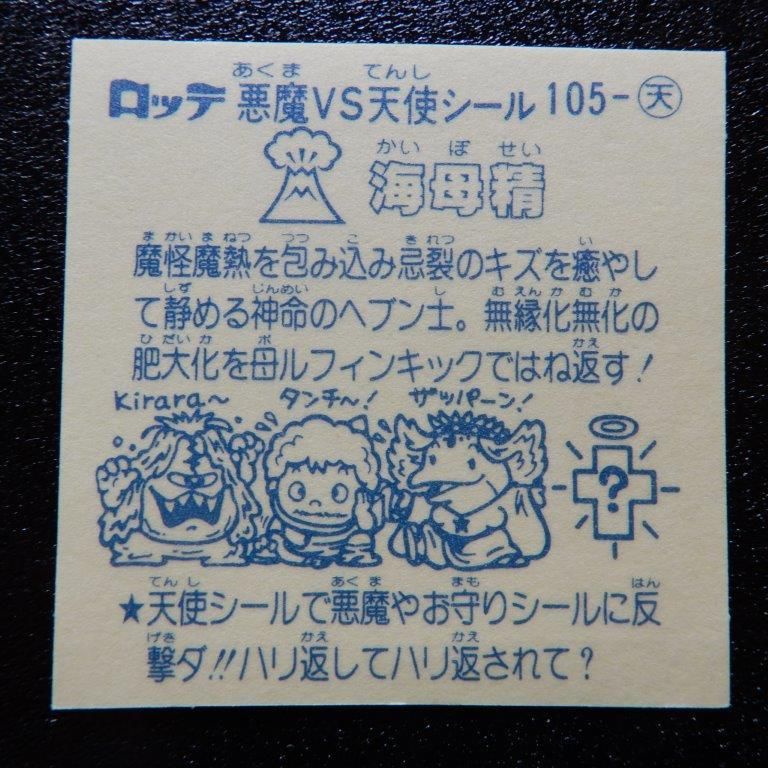 ロッテ 悪魔VS天使シール 105-天
海母精
魔怪魔熱を包み込み忌裂のキズを癒やし
て静める神命のヘブン士。無縁化無化の
肥大化を母ルフィンキックではね返す!
Kirara〜 タンチ〜! ザッパーン!
?
★天使シールで悪魔やお守りシールに反
撃ダ!!ハリ返してハリ返されて?